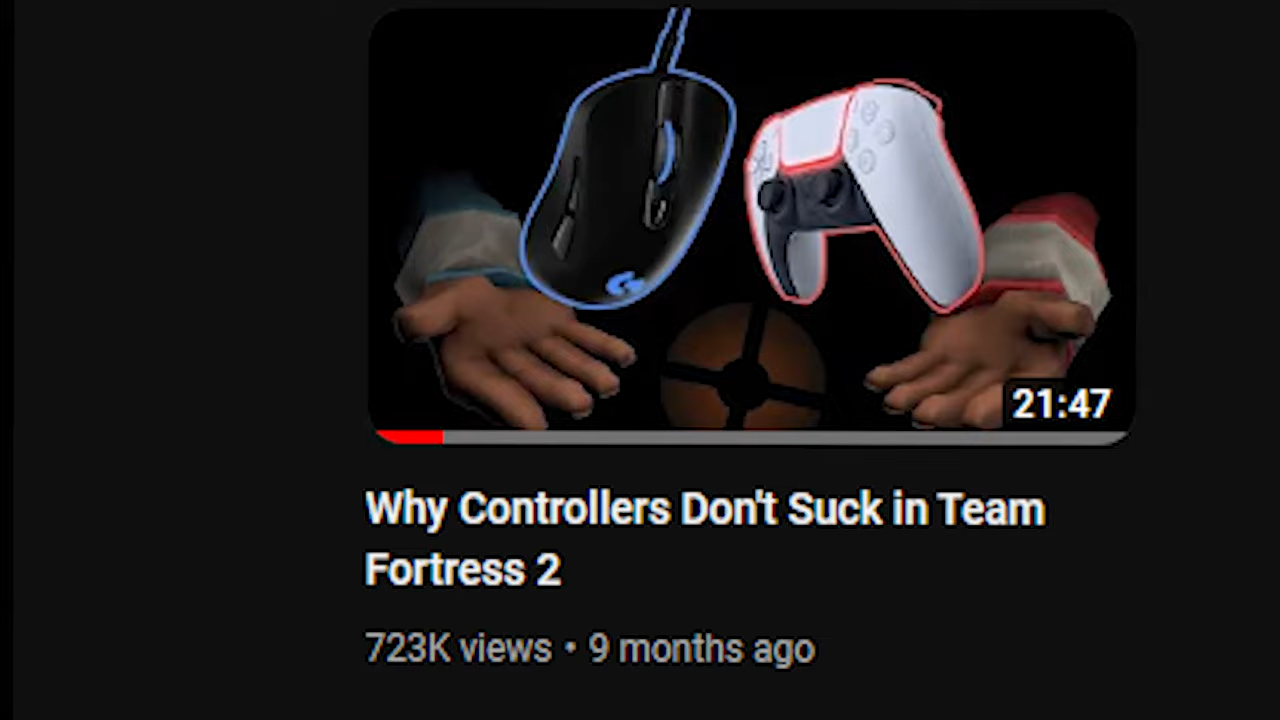 21:47
Why Controllers Don't Suck in Team
Fortress 2
723K views • 9 months ago